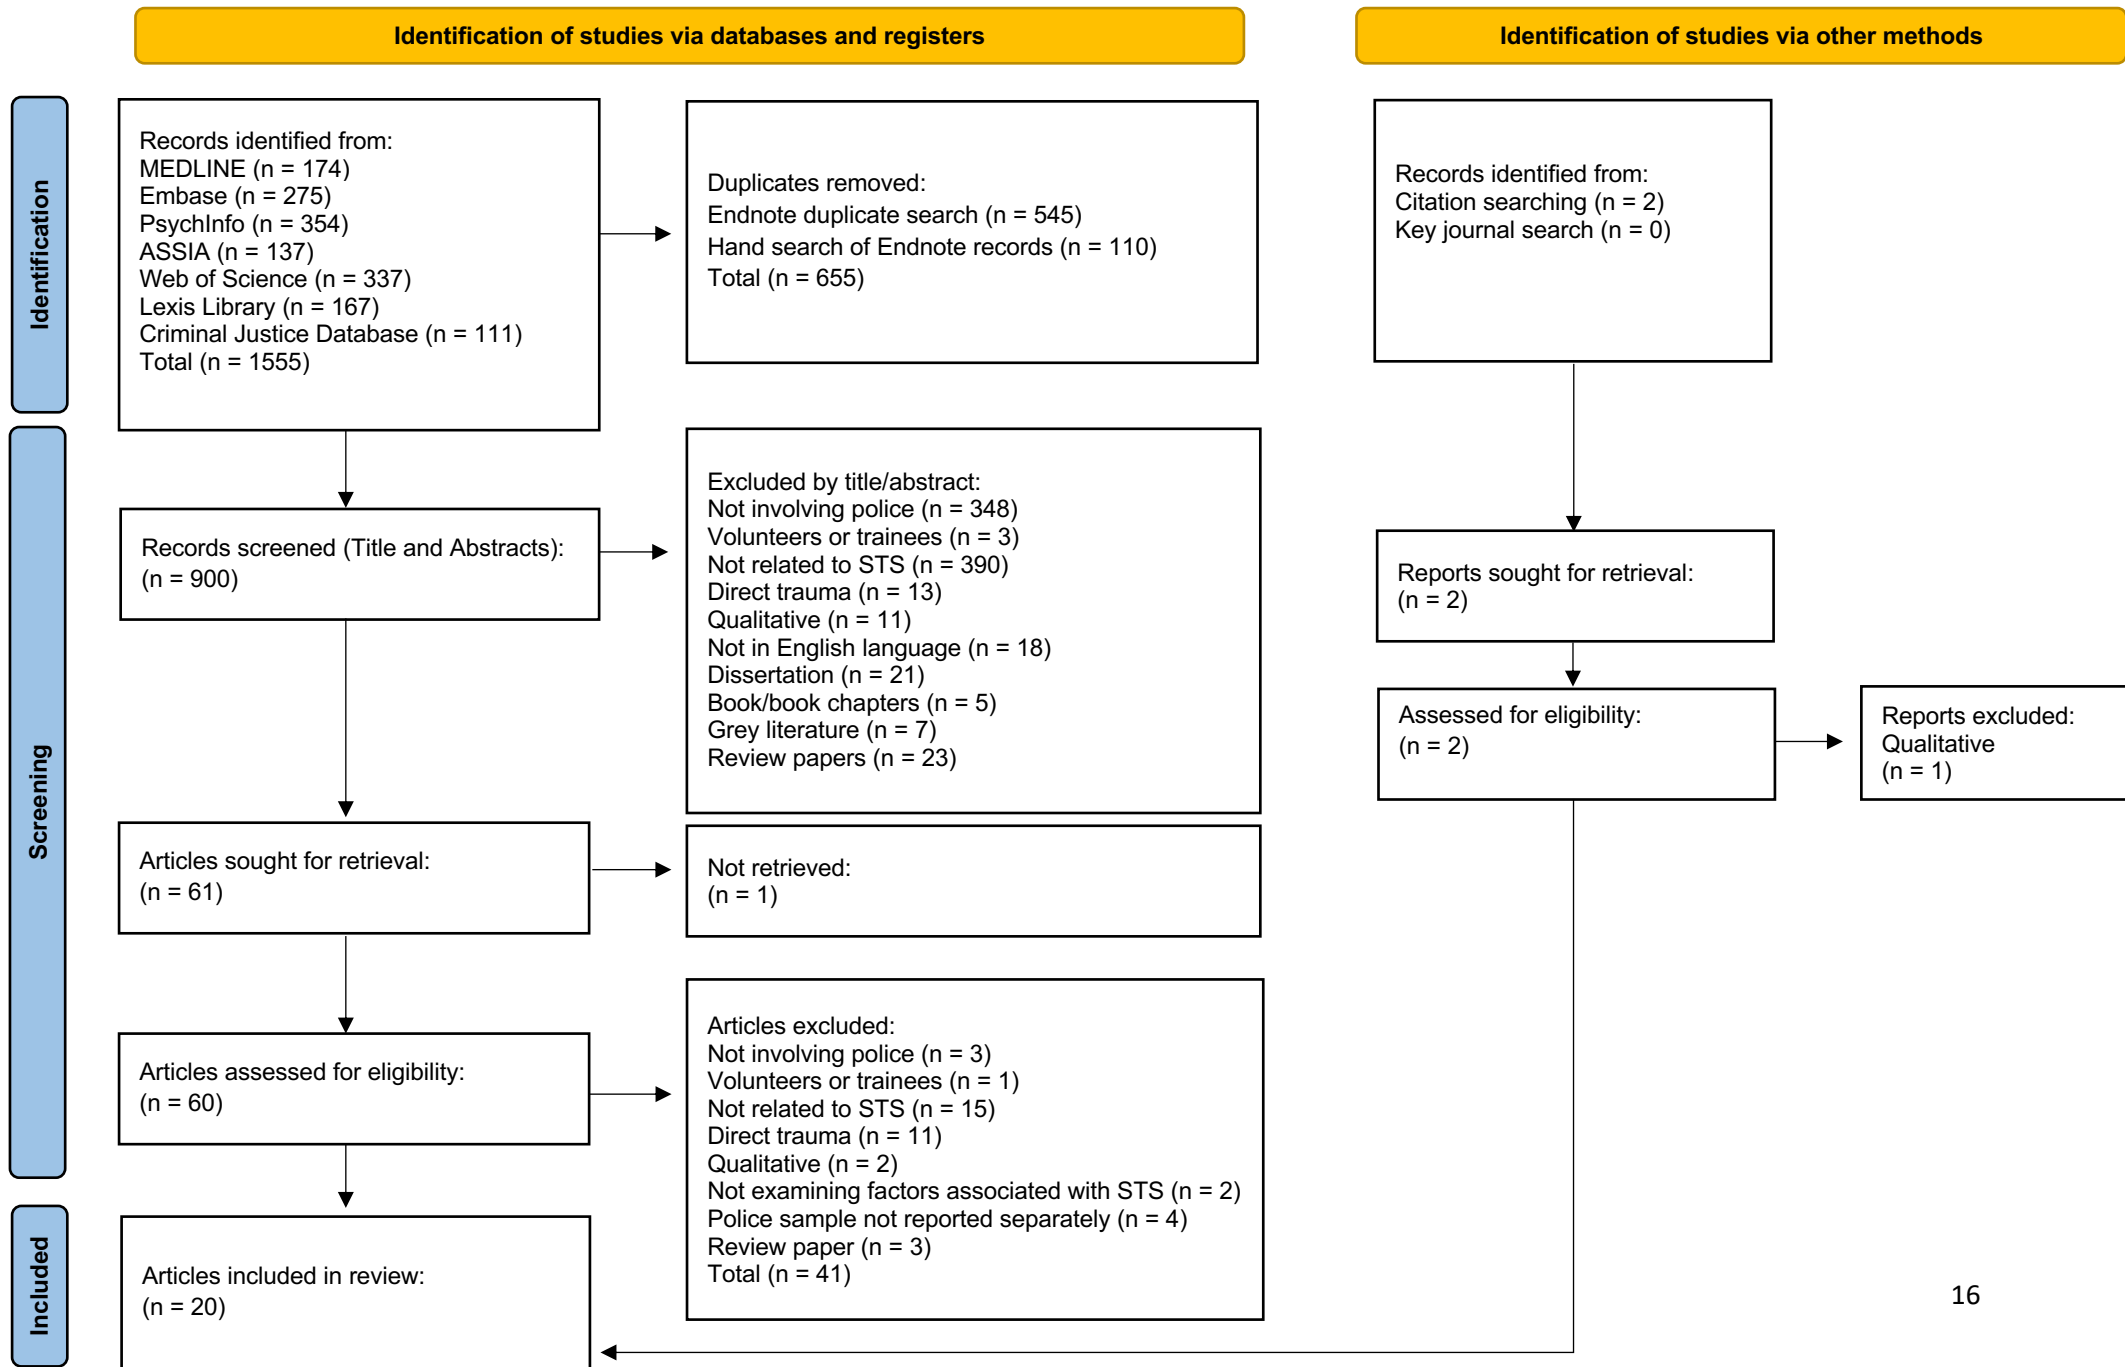 Identification of studies via databases and registers
Identification of studies via other methods
Identification
Records identified from:
MEDLINE (n = 174)
Embase (n = 275)
PsychInfo (n = 354)
ASSIA (n = 137)
Web of Science (n = 337)
Lexis Library (n = 167)
Criminal Justice Database (n = 111)
Total (n = 1555)
Duplicates removed:
Endnote duplicate search (n = 545)
Hand search of Endnote records (n = 110)
Total (n = 655)
Records identified from:
Citation searching (n = 2)
Key journal search (n = 0)
Screening
Records screened (Title and Abstracts):
(n = 900)
Excluded by title/abstract:
Not involving police (n = 348)
Volunteers or trainees (n = 3)
Not related to STS (n = 390)
Direct trauma (n = 13)
Qualitative (n = 11)
Not in English language (n = 18)
Dissertation (n = 21)
Book/book chapters (n = 5)
Grey literature (n = 7)
Review papers (n = 23)
Reports sought for retrieval:
(n = 2)
Assessed for eligibility:
(n = 2)
Reports excluded:
Qualitative
(n = 1)
Articles sought for retrieval:
(n = 61)
Not retrieved:
(n = 1)
Articles assessed for eligibility:
(n = 60)
Articles excluded:
Not involving police (n = 3)
Volunteers or trainees (n = 1)
Not related to STS (n = 15)
Direct trauma (n = 11)
Qualitative (n = 2)
Not examining factors associated with STS (n = 2)
Police sample not reported separately (n = 4)
Review paper (n = 3)
Total (n = 41)
Included
Articles included in review:
(n = 20)
16